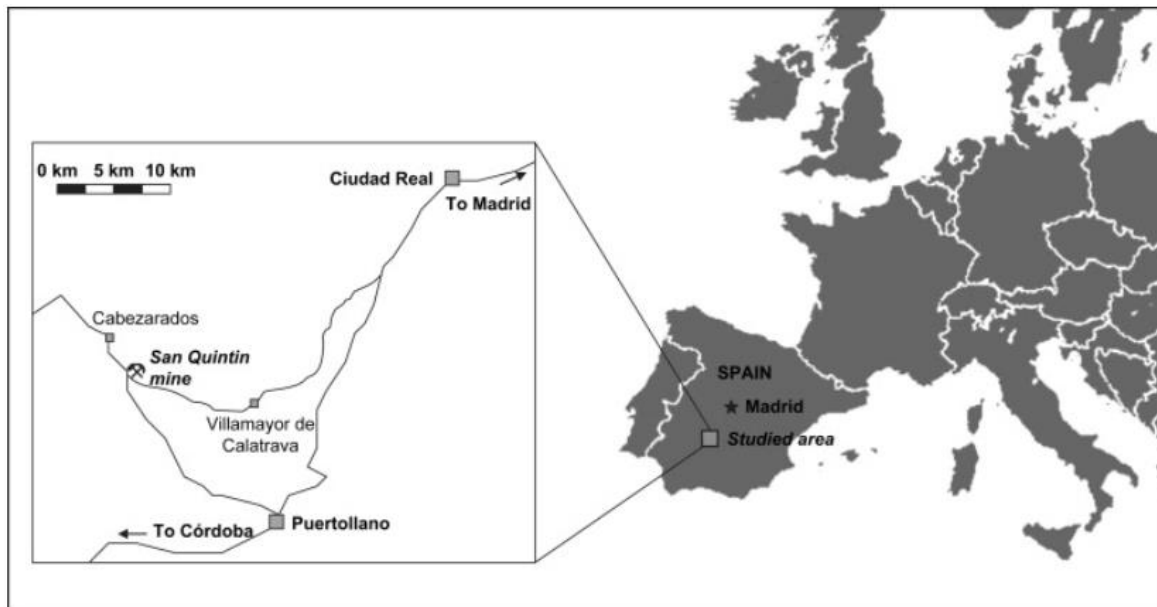 0 km 5 km 10 km
Ciudad Real
To Madrid
Cabezarados
San Quintin
mine
Villamayor de
Calatrava
Puertollano
To Córdoba
SPAIN
Madrid
Studied area